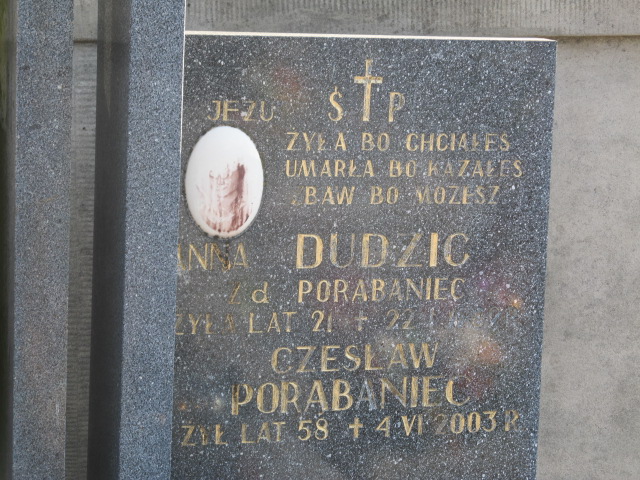 JEZU Ś†P
ŻYŁA BO CHCIAŁEŚ
UMARŁA BO KAZAŁEŚ
ZBAW BO MOŻESZ
ANNA DUDZIC
Zd PORABANIEC
ŻYŁA LAT 21 † 22
CZESŁAW
PORABANIEC
ŻYŁ LAT 58 † 4 VI 2003 R